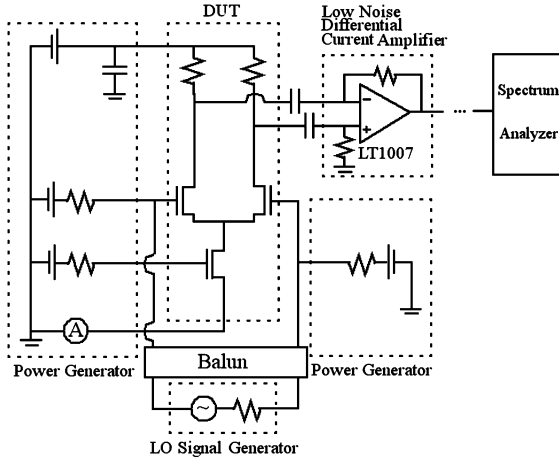 DUT
Low Noise
Differential
Current Amplifier
−
+
LT1007
...
Spectrum
Analyzer
A
Power Generator
Balun
Power Generator
~
LO Signal Generator